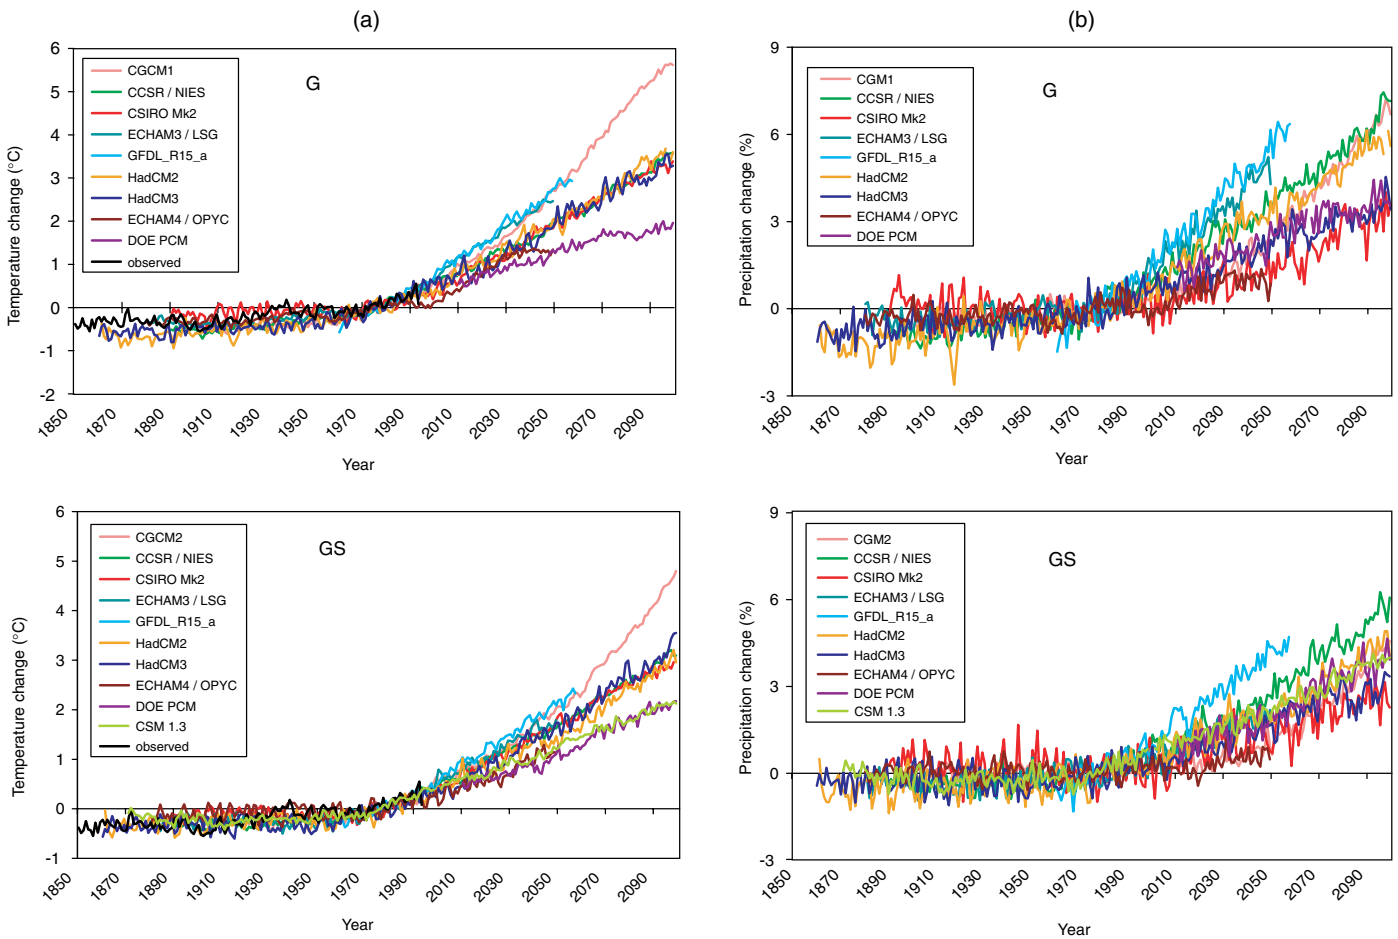 (a)
(b)
Temperature change (°C)
6
5
4
3
2
1
0
-1
-2
G
CGCM1
CCSR / NIES
CSIRO Mk2
ECHAM3 / LSG
GFDL_R15_a
HadCM2
HadCM3
ECHAM4 / OPYC
DOE PCM
observed
1850
1870
1890
1910
1930
1950
1970
1990
2010
2030
2050
2070
2090
Year
Precipitation change (%)
9
6
3
0
-3
G
CGM1
CCSR / NIES
CSIRO Mk2
ECHAM3 / LSG
GFDL_R15_a
HadCM2
HadCM3
ECHAM4 / OPYC
DOE PCM
1850
1870
1890
1910
1930
1950
1970
1990
2010
2030
2050
2070
2090
Year
Temperature change (°C)
6
5
4
3
2
1
0
-1
GS
CGCM2
CCSR / NIES
CSIRO Mk2
ECHAM3 / LSG
GFDL_R15_a
HadCM2
HadCM3
ECHAM4 / OPYC
DOE PCM
CSM 1.3
observed
1850
1870
1890
1910
1930
1950
1970
1990
2010
2030
2050
2070
2090
Year
Precipitation change (%)
9
6
3
0
-3
GS
CGM2
CCSR / NIES
CSIRO Mk2
ECHAM3 / LSG
GFDL_R15_a
HadCM2
HadCM3
ECHAM4 / OPYC
DOE PCM
CSM 1.3
1850
1870
1890
1910
1930
1950
1970
1990
2010
2030
2050
2070
2090
Year